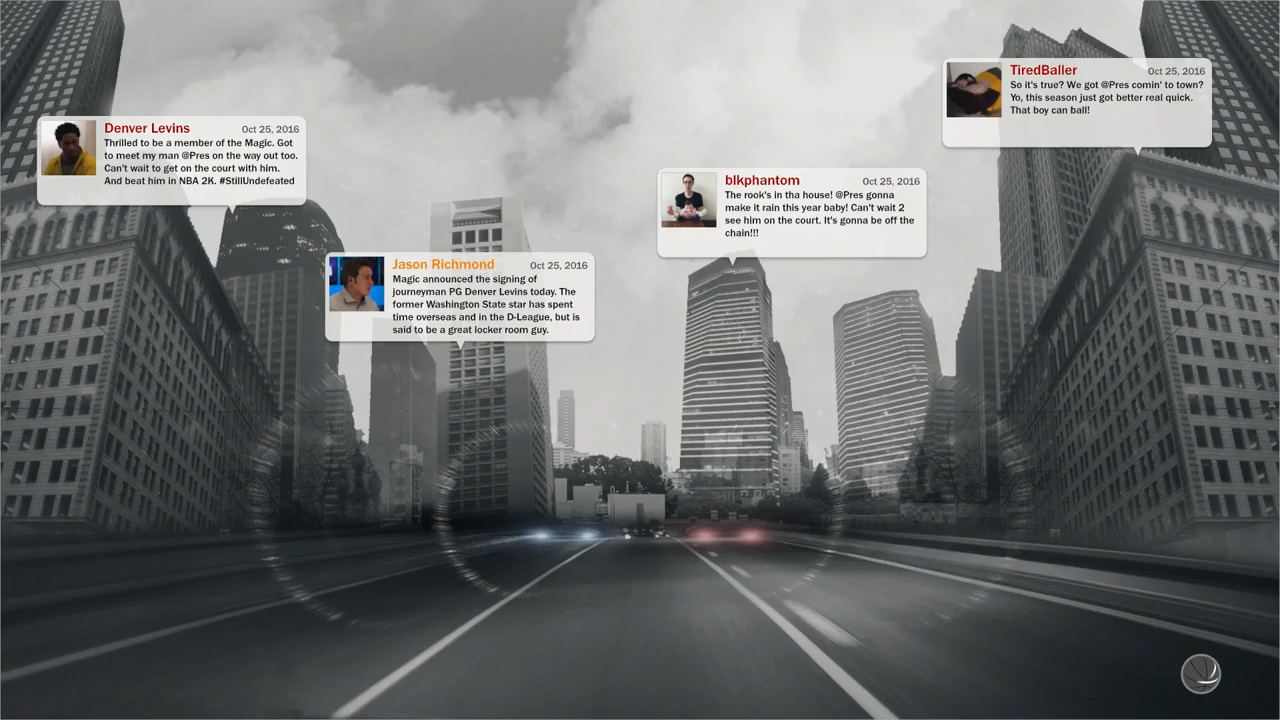 Denver Levins
Oct 25, 2016
Thrilled to be a member of the Magic. Got
to meet my man @Pres on the way out too.
Can't wait to get on the court with him.
And beat him in NBA 2K. #StillUndefeated
Jason Richmond
Oct 25, 2016
Magic announced the signing of
journeyman PG Denver Levins today. The
former Washington State star has spent
time overseas and in the D-League, but is
said to be a great locker room guy.
blkphantom
Oct 25, 2016
The rook's in tha house! @Pres gonna
make it rain this year baby! Can't wait 2
see him on the court. It's gonna be off the
chain!!!
TiredBaller
Oct 25, 2016
So it's true? We got @Pres comin' to town?
Yo, this season just got better real quick.
That boy can ball!